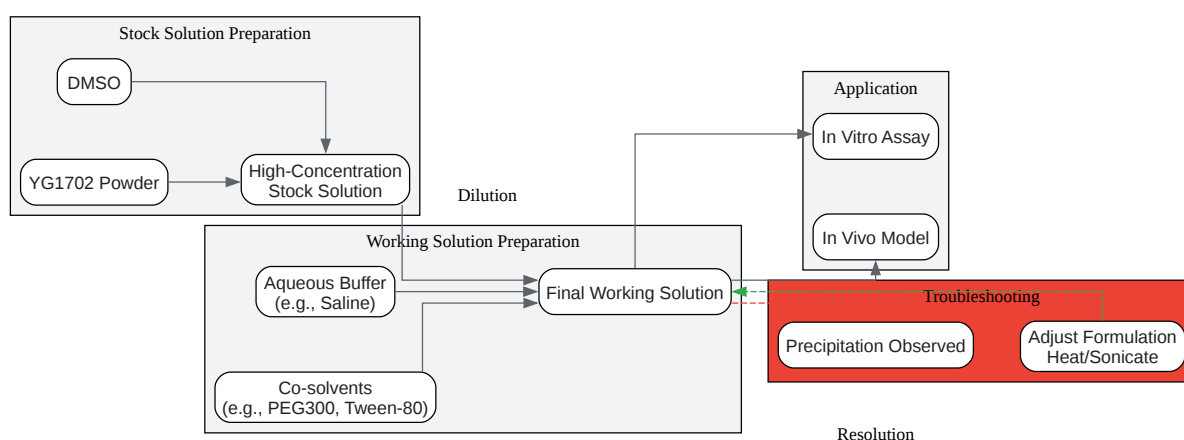 Stock Solution Preparation
DMSO
YG1702 Powder
High-Concentration
Stock Solution
Dilution
Working Solution Preparation
Aqueous Buffer
(e.g., Saline)
Final Working Solution
Co-solvents
(e.g., PEG300, Tween-80)
Application
In Vitro Assay
In Vivo Model
Troubleshooting
Precipitation Observed
Adjust Formulation
Heat/Sonicate
Resolution